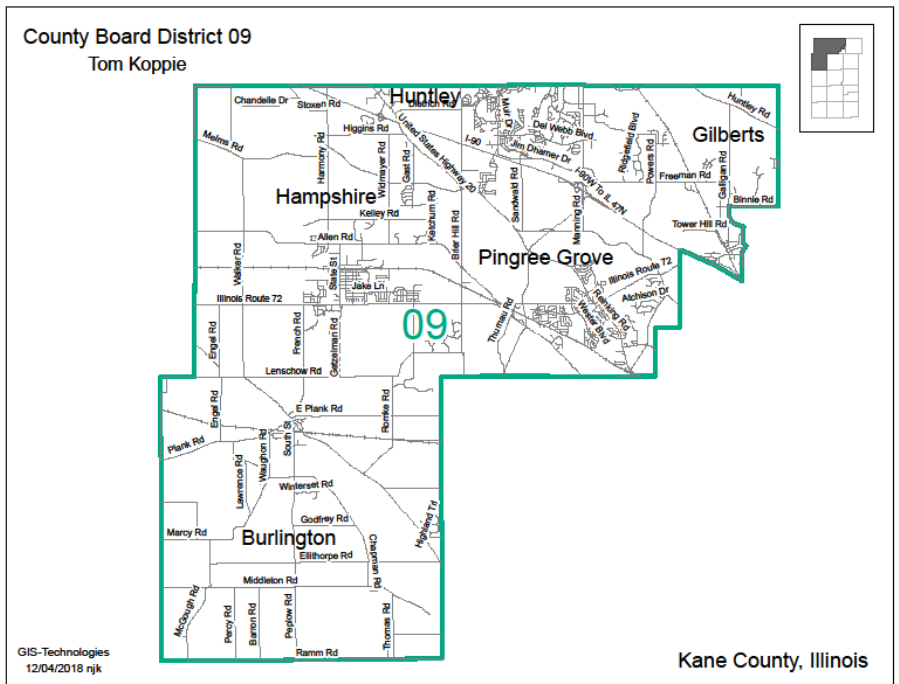 County Board District 09
Tom Koppie
Huntley
Chandelle Dr
Stoxen Rd
Dietrich Rd
Huntley Rd
Muir Dr
Del Webb Blvd
Higgins Rd
United States Highway 20
I-90
Jim Dhamer Dr
Ridgefield Blvd
Powers Rd
Gilberts
Melms Rd
Harmony Rd
Widmayer Rd
Gast Rd
I-90W To IL 47N
Freeman Rd
Galligan Rd
Hampshire
Ketchum Rd
Sandwald Rd
Manning Rd
Binnie Rd
Kelley Rd
Brier Hill Rd
Tower Hill Rd
Allen Rd
Pingree Grove
Walker Rd
State St
Illinois Route 72
Jake Ln
Reinking Rd
Atchison Dr
Illinois Route 72
Wester Blvd
Thurnau Rd
09
Engel Rd
French Rd
Getzelman Rd
Lenschow Rd
Engel Rd
E Plank Rd
Romke Rd
Plank Rd
South St
Waughon Rd
Lawrence Rd
Winterset Rd
Godfrey Rd
Highland Trl
Marcy Rd
Burlington
Ellithorpe Rd
Chapman Rd
Middleton Rd
McGough Rd
Percy Rd
Barron Rd
Peplow Rd
Thomas Rd
Ramm Rd
GIS-Technologies
12/04/2018 njk
Kane County, Illinois